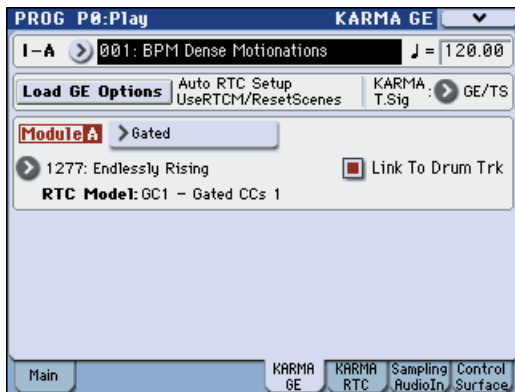 PROG P0:Play KARMA GE
I-A 001: BPM Dense Motionations ♩= 120.00
Load GE Options Auto RTC Setup UseRTCM/ResetScenes KARMA T.Sig : GE/TS
Module A Gated
1277: Endlessly Rising Link To Drum Trk
RTC Model: GC1 - Gated CCs 1
Main KARMA GE KARMA RTC Sampling AudioIn Control Surface